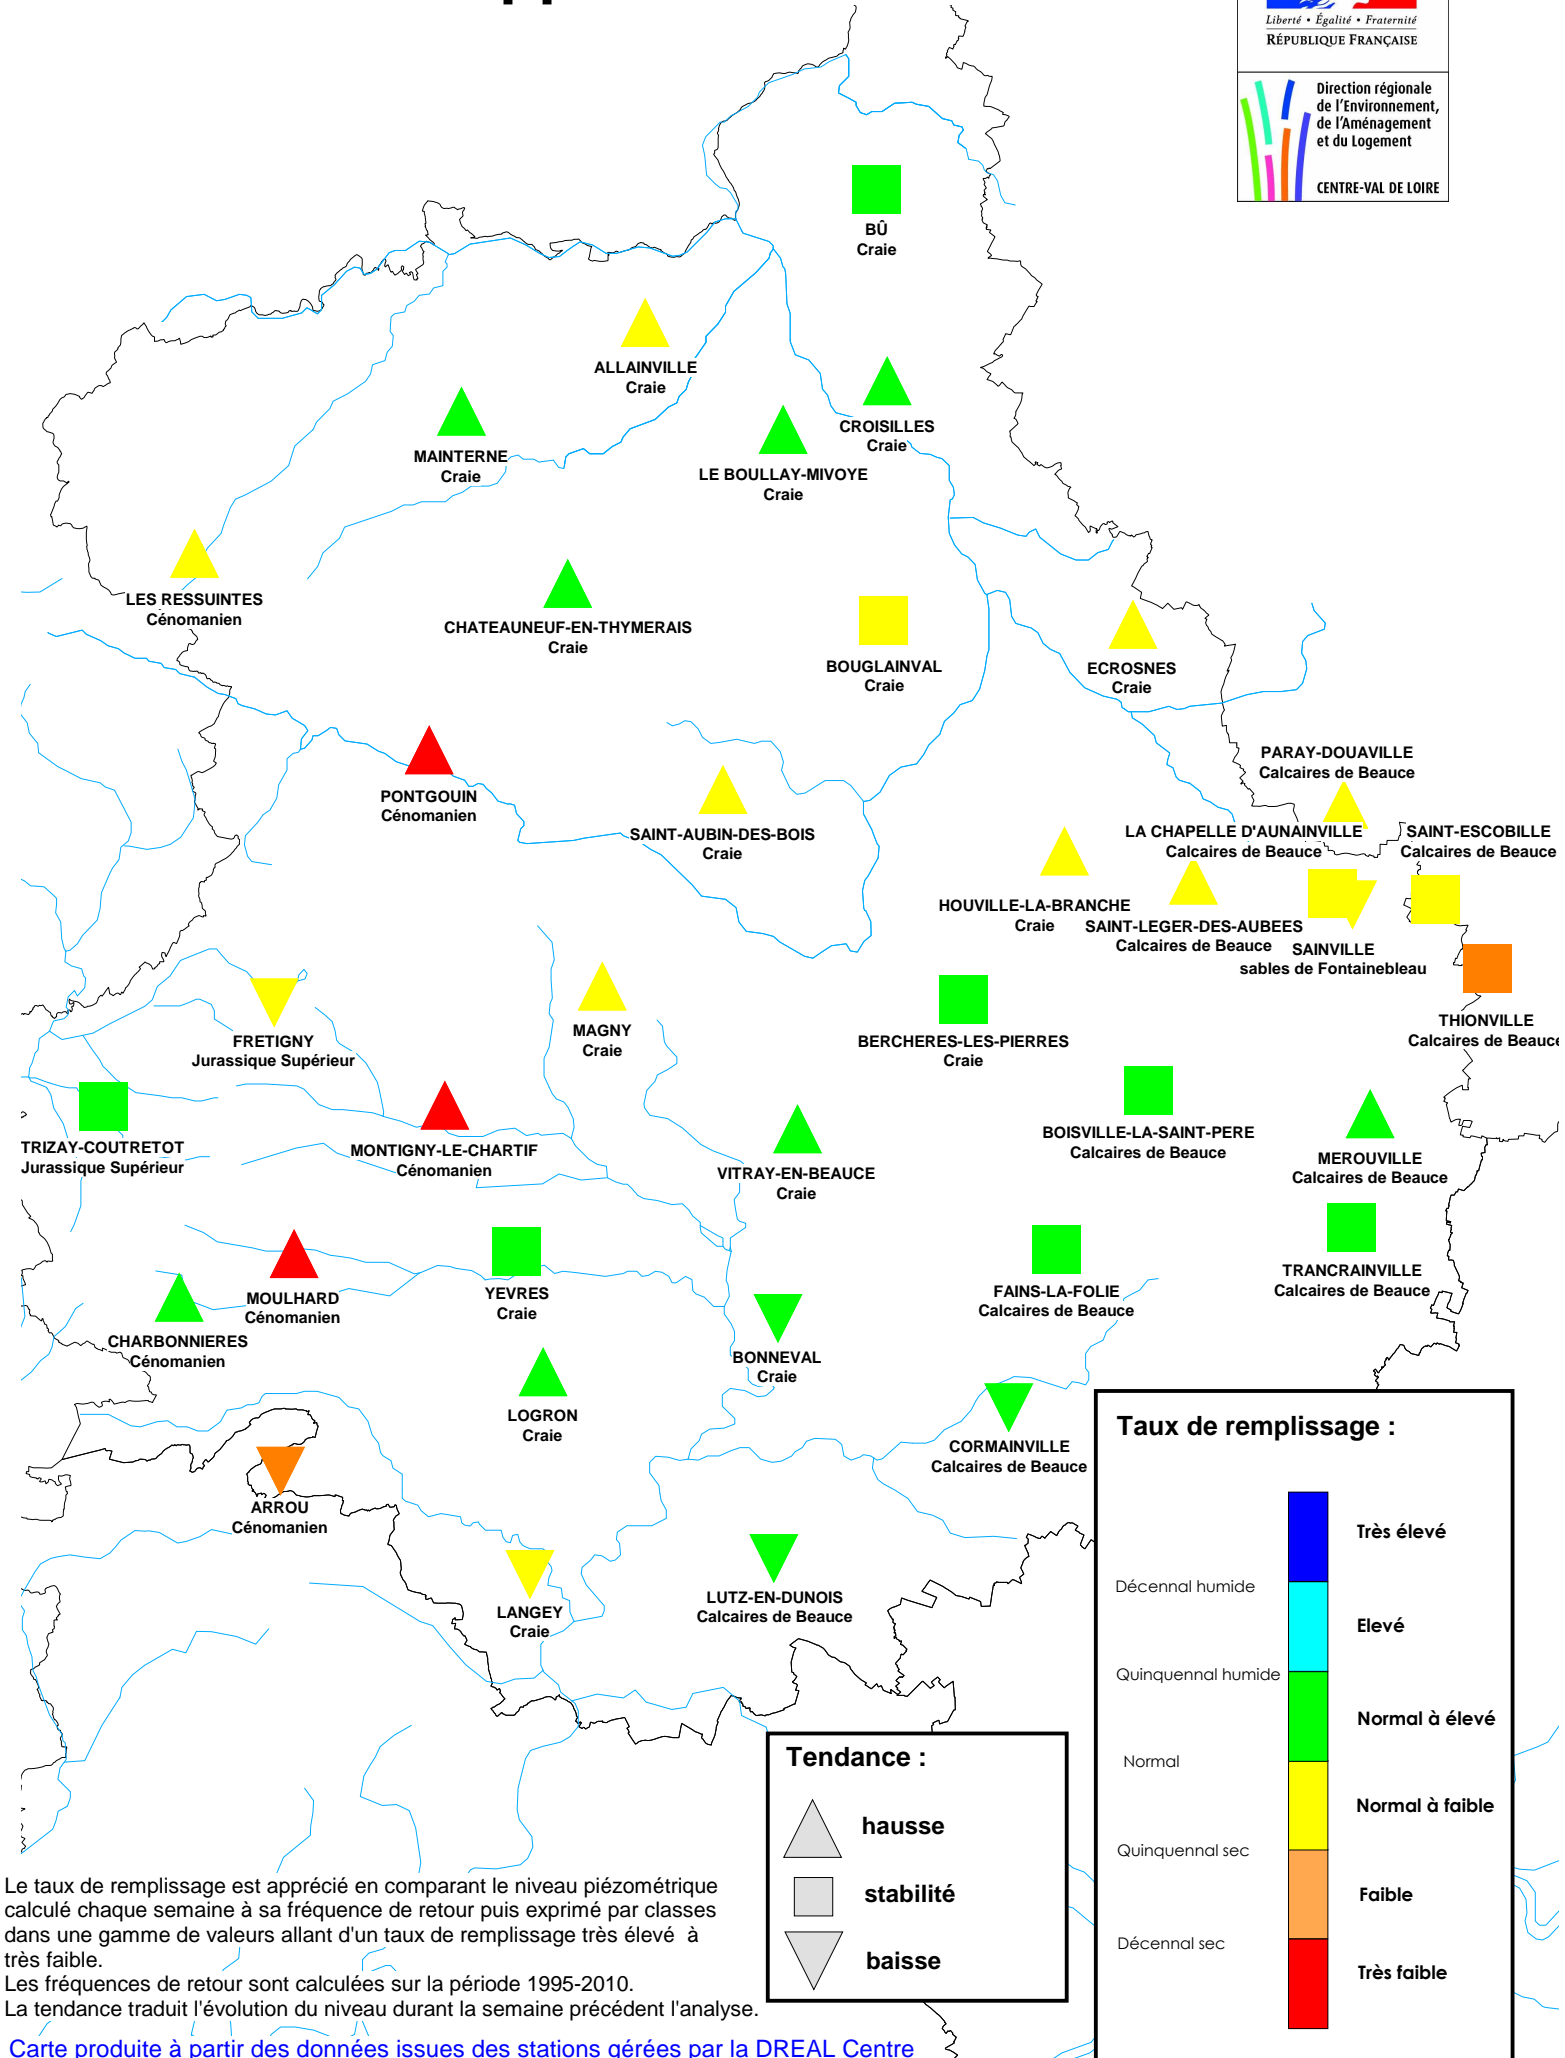 Liberté • Égalité • Fraternité
RÉPUBLIQUE FRANÇAISE
Direction régionale
de l'Environnement,
de l'Aménagement
et du Logement
CENTRE-VAL DE LOIRE
BÛ
Craie
ALLAINVILLE
Craie
CROISILLES
Craie
MAINTERNE
Craie
LE BOULLAY-MIVOYE
Craie
LES RESSUINTES
Cénomanien
CHATEAUNEUF-EN-THYMERAIS
Craie
BOUGLAINVAL
Craie
ECROSNES
Craie
PARAY-DOUAVILLE
Calcaires de Beauce
PONTGOUIN
Cénomanien
SAINT-AUBIN-DES-BOIS
Craie
LA CHAPELLE D'AUNAINVILLE
Calcaires de Beauce
SAINT-ESCOBILLE
Calcaires de Beauce
HOUVILLE-LA-BRANCHE
Craie
SAINT-LEGER-DES-AUBEES
Calcaires de Beauce
SAINVILLE
sables de Fontainebleau
THIONVILLE
Calcaires de Beauce
FRETIGNY
Jurassique Supérieur
MAGNY
Craie
BERCHERES-LES-PIERRES
Craie
TRIZAY-COUTRETOT
Jurassique Supérieur
MONTIGNY-LE-CHARTIF
Cénomanien
VITRAY-EN-BEAUCE
Craie
BOISVILLE-LA-SAINT-PERE
Calcaires de Beauce
MEROUVILLE
Calcaires de Beauce
MOULHARD
Cénomanien
YEVRES
Craie
FAINS-LA-FOLIE
Calcaires de Beauce
TRANCRAINVILLE
Calcaires de Beauce
CHARBONNIERES
Cénomanien
BONNEVAL
Craie
LOGRON
Craie
CORMAINVILLE
Calcaires de Beauce
ARROU
Cénomanien
LANGEY
Craie
LUTZ-EN-DUNOIS
Calcaires de Beauce
Taux de remplissage :
Très élevé
Décennal humide
Elevé
Quinquennal humide
Normal à élevé
Normal
Normal à faible
Quinquennal sec
Faible
Décennal sec
Très faible
Tendance :
hausse
stabilité
baisse
Le taux de remplissage est apprécié en comparant le niveau piézométrique
calculé chaque semaine à sa fréquence de retour puis exprimé par classes
dans une gamme de valeurs allant d'un taux de remplissage très élevé à
très faible.
Les fréquences de retour sont calculées sur la période 1995-2010.
La tendance traduit l'évolution du niveau durant la semaine précédent l'analyse.
Carte produite à partir des données issues des stations gérées par la DREAL Centre